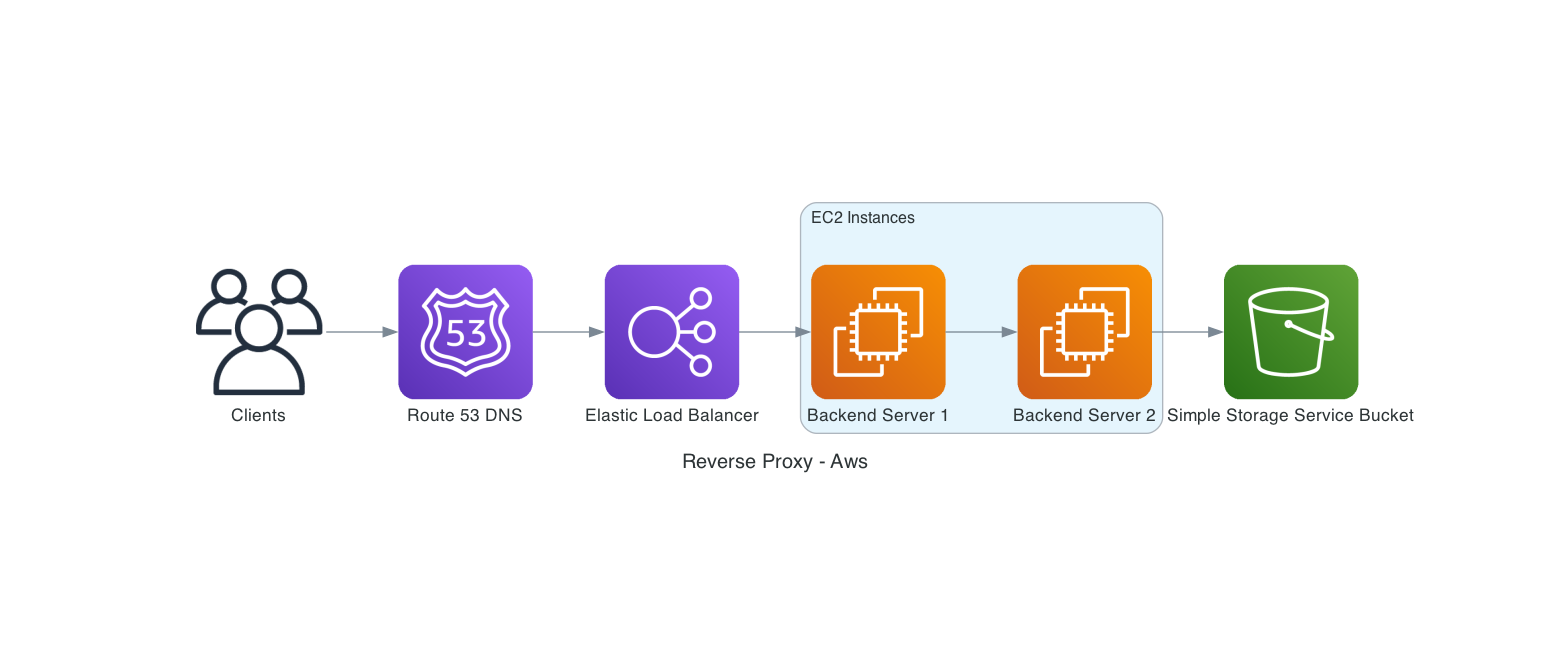 EC2 Instances
53
Clients
Route 53 DNS
Elastic Load Balancer
Backend Server 1
Backend Server 2
Simple Storage Service Bucket
Reverse Proxy - Aws